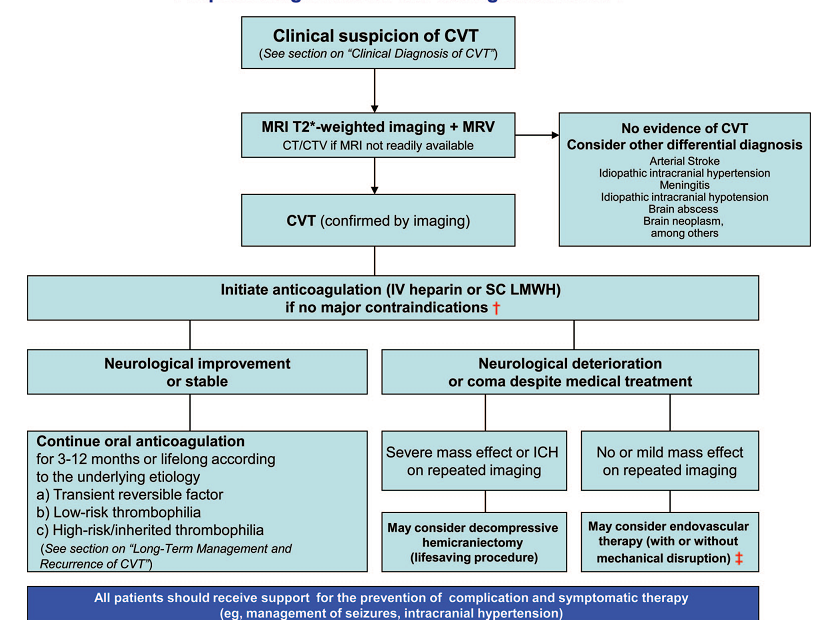 Clinical suspicion of CVT
(See section on “Clinical Diagnosis of CVT”)
MRI T2*-weighted imaging + MRV
CT/CTV if MRI not readily available
No evidence of CVT
Consider other differential diagnosis
Arterial Stroke
Idiopathic intracranial hypertension
Meningitis
Idiopathic intracranial hypotension
Brain abscess
Brain neoplasm,
among others
CVT (confirmed by imaging)
Initiate anticoagulation (IV heparin or SC LMWH)
if no major contraindications †
Neurological improvement
or stable
Neurological deterioration
or coma despite medical treatment
Continue oral anticoagulation
for 3-12 months or lifelong according
to the underlying etiology
a) Transient reversible factor
b) Low-risk thrombophilia
c) High-risk/inherited thrombophilia
(See section on “Long-Term Management and
Recurrence of CVT”)
Severe mass effect or ICH
on repeated imaging
No or mild mass effect
on repeated imaging
May consider decompressive
hemicraniectomy
(lifesaving procedure)
May consider endovascular
therapy (with or without
mechanical disruption) ‡
All patients should receive support for the prevention of complication and symptomatic therapy
(eg, management of seizures, intracranial hypertension)